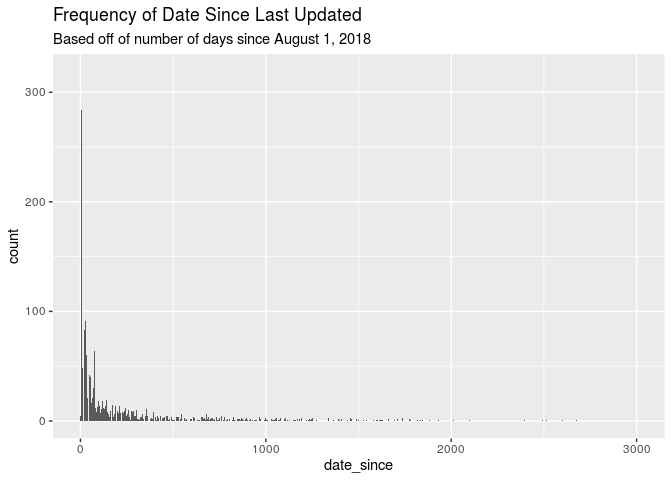 Frequency of Date Since Last Updated
Based off of number of days since August 1, 2018
300
200
100
0
count
0 1000 2000 3000
date_since